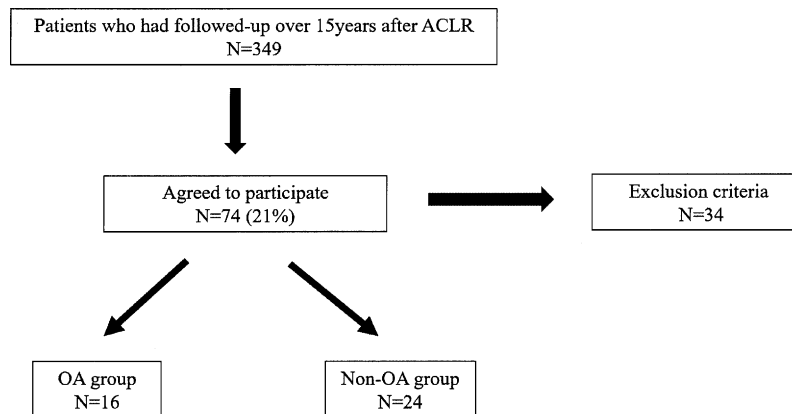 Patients who had followed-up over 15years after ACLR
N=349
Agreed to participate
N=74 (21%)
Exclusion criteria
N=34
OA group
N=16
Non-OA group
N=24